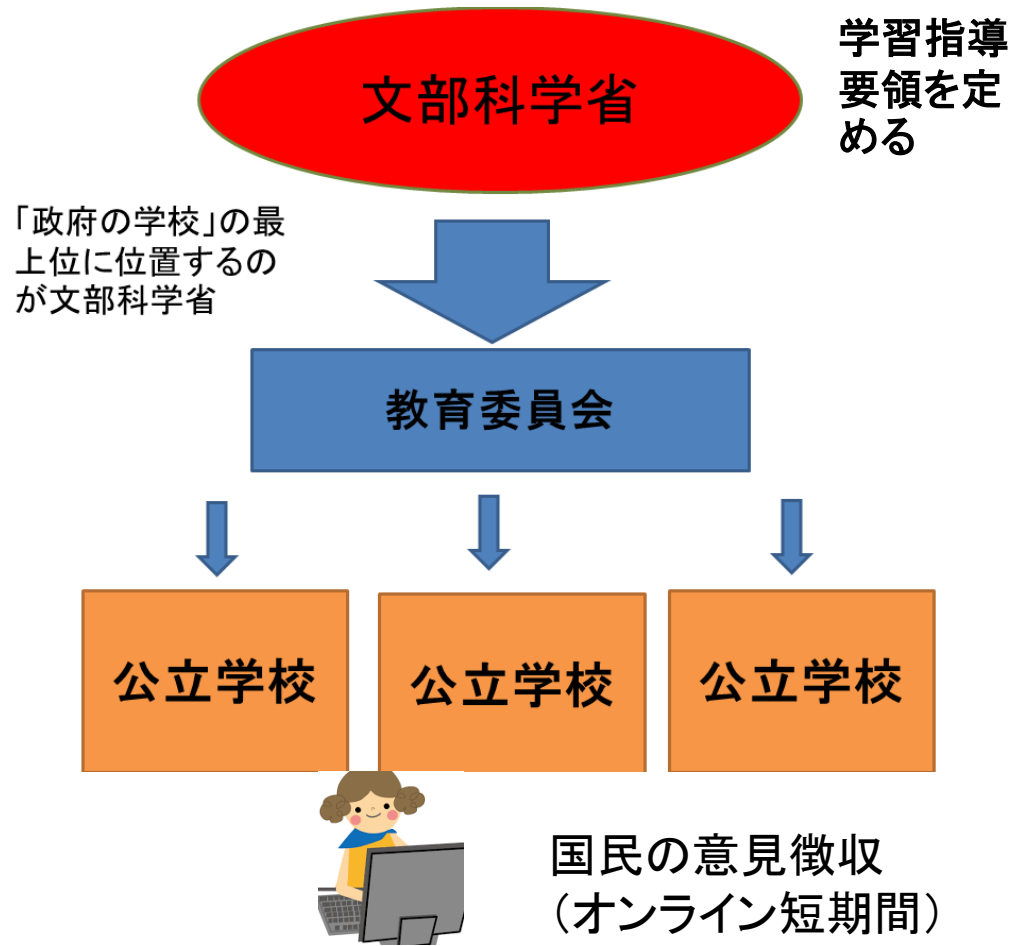 文部科学省
学習指導
要領を定
める
「政府の学校」の最
上位に位置するの
が文部科学省
教育委員会
公立学校
公立学校
公立学校
国民の意見徴収
（オンライン短期間）